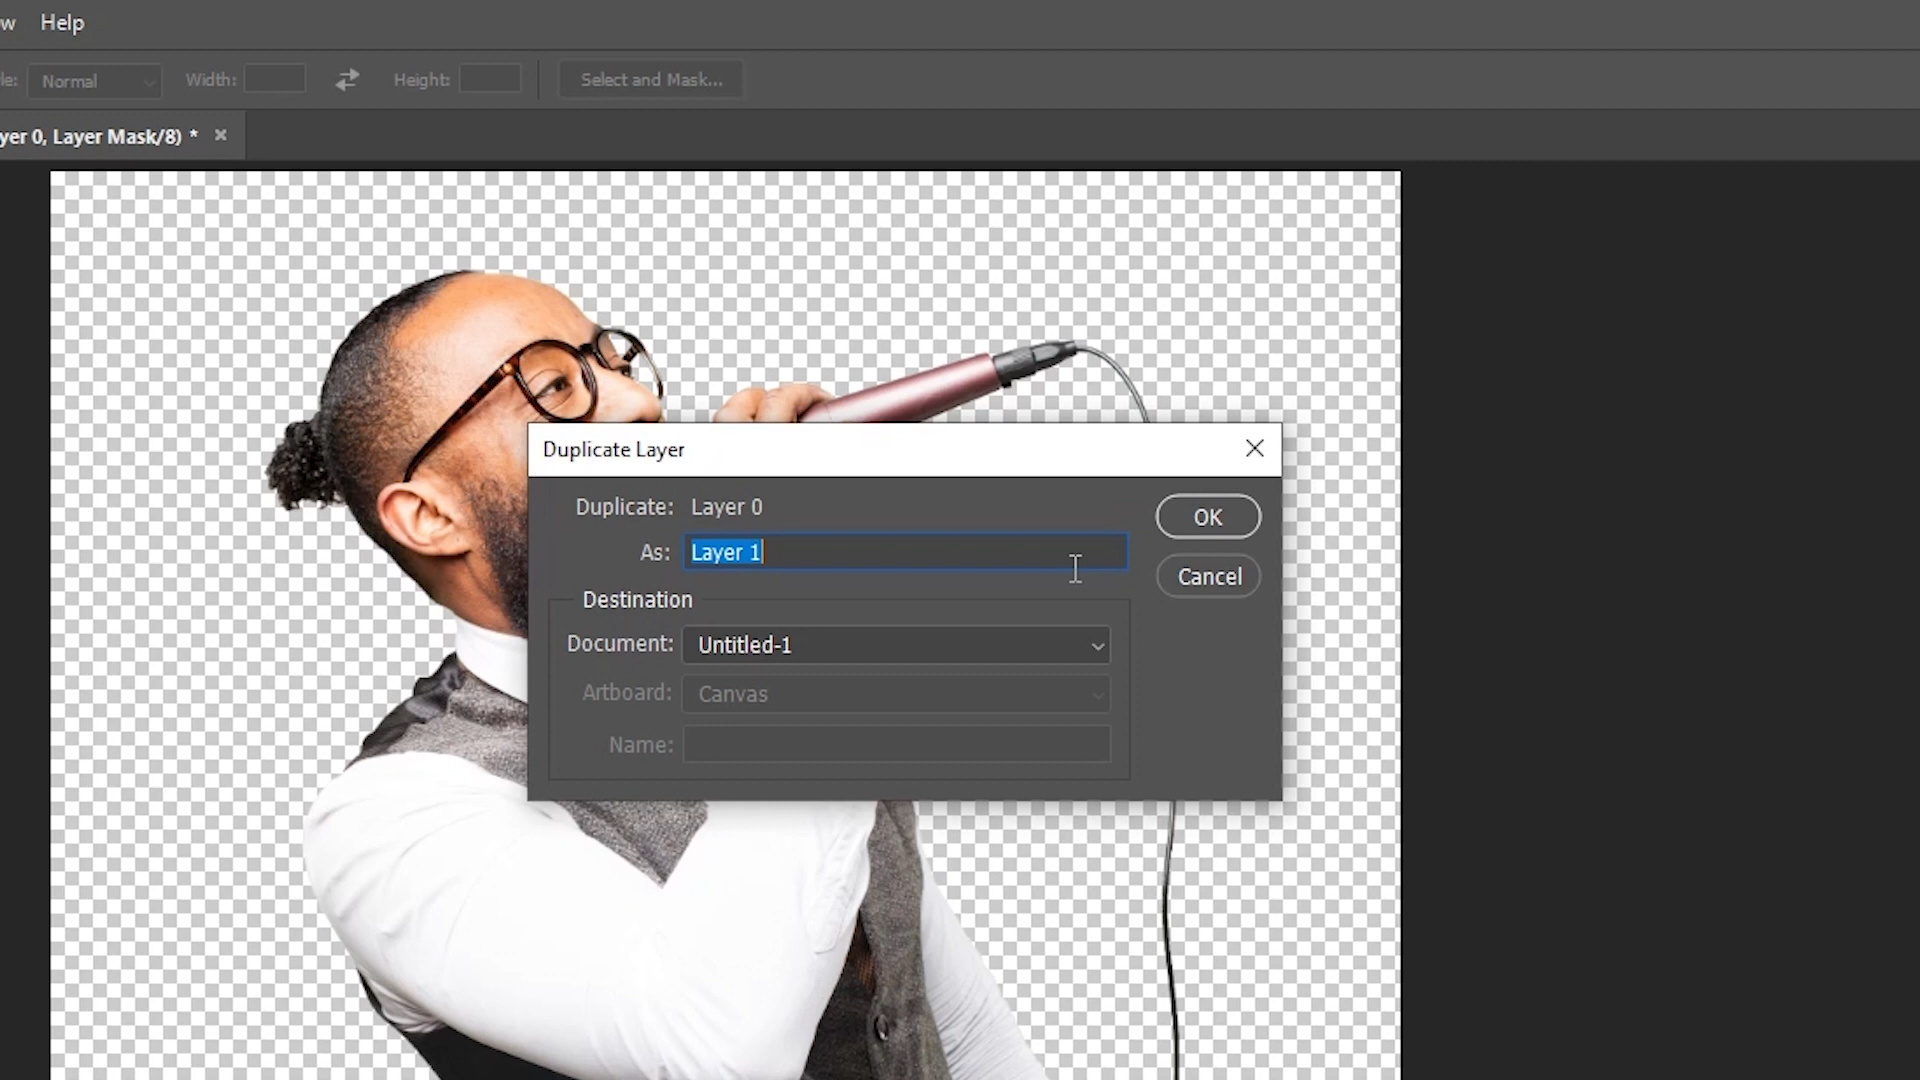 w Help
le: Normal Width: Height: Select and Mask...
yer 0, Layer Mask/8) *
Duplicate Layer
Duplicate: Layer 0
As: Layer 1
OK
Cancel
Destination
Document: Untitled-1
Artboard: Canvas
Name: